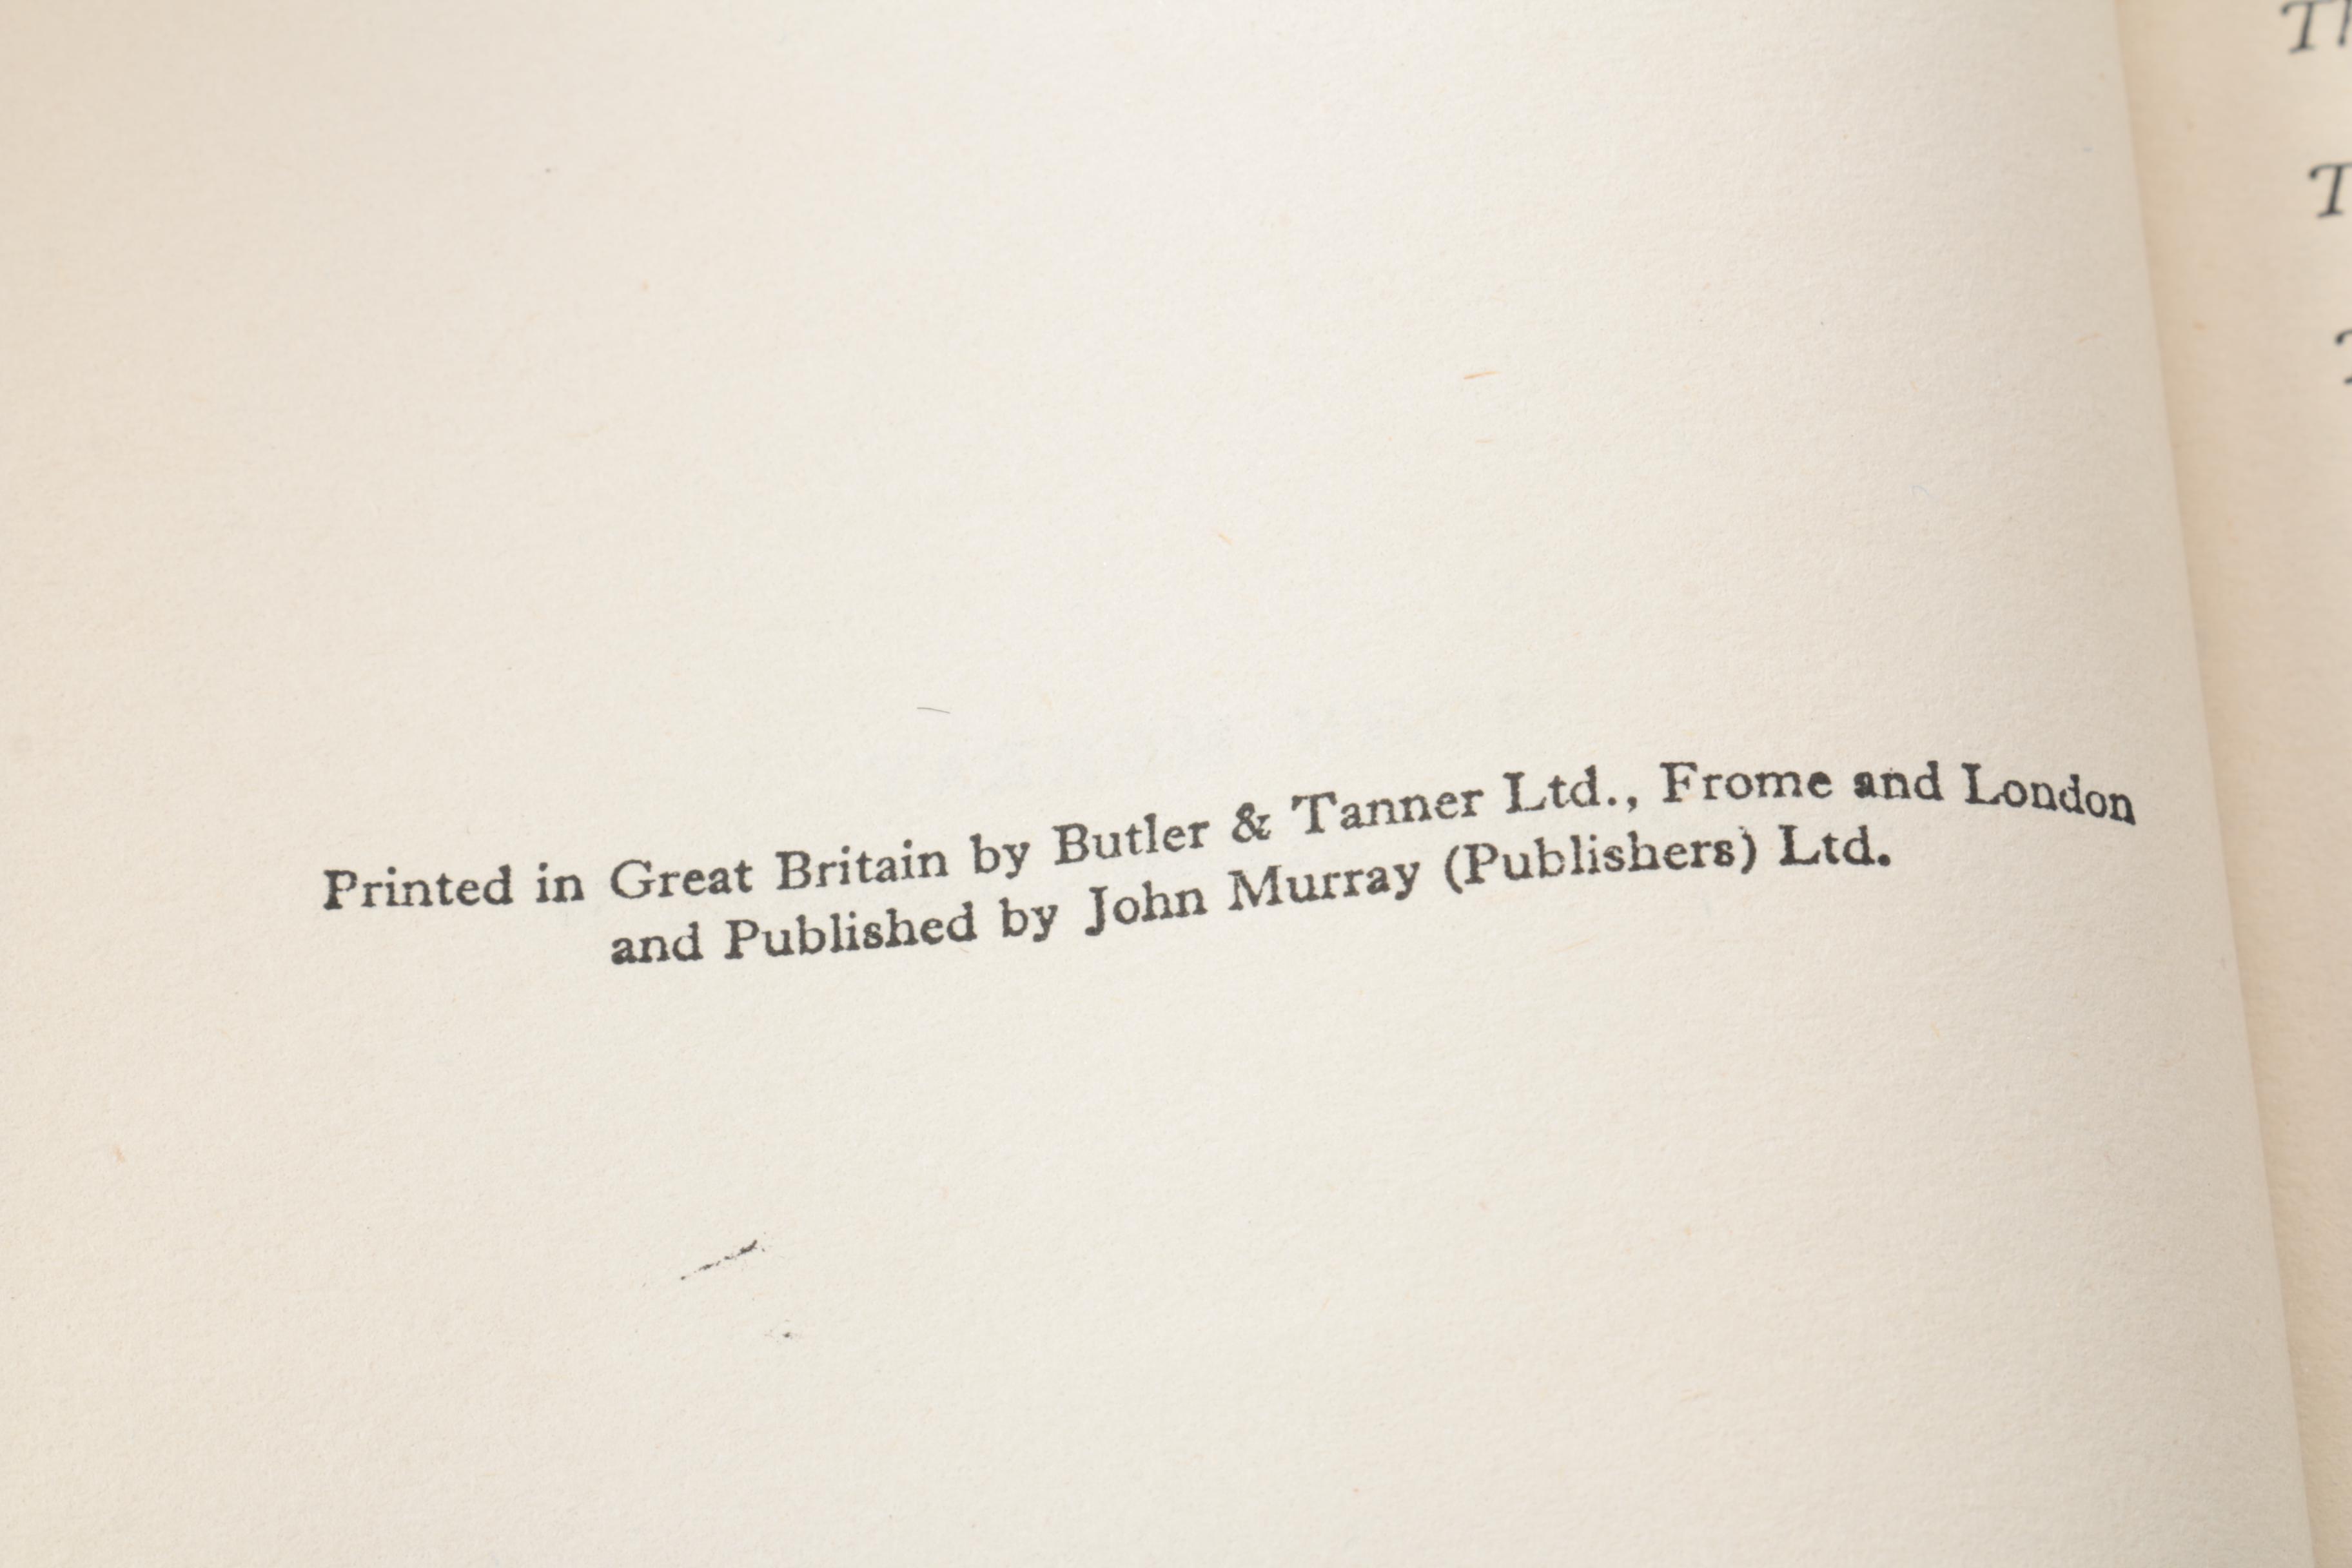 Printed in Great Britain by Butler & Tanner Ltd., Frome and London
and Published by John Murray (Publishers) Ltd.